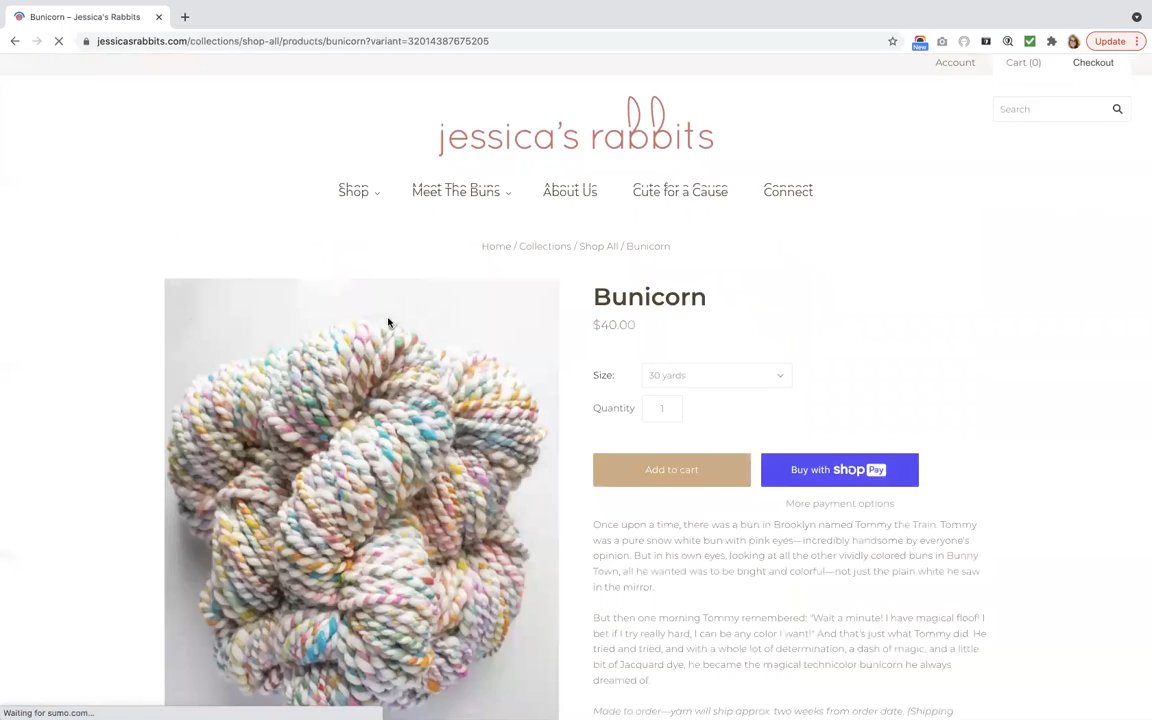 Bunicorn – Jessica's Rabbits
jessicasrabbits.com/collections/shop-all/products/bunicorn?variant=32014387675205
New
Update
Account
Cart (0)
Checkout
jessica's rabbits
Search
Shop
Meet The Buns
About Us
Cute for a Cause
Connect
Home / Collections / Shop All / Bunicorn
Bunicorn
$40.00
Size:
30 yards
Quantity
1
Add to cart
Buy with shop Pay
More payment options
Once upon a time, there was a bun in Brooklyn named Tommy the Train. Tommy
was a pure snow white bun with pink eyes—incredibly handsome by everyone's
opinion. But in his own eyes, looking at all the other vividly colored buns in Bunny
Town, all he wanted was to be bright and colorful—not just the plain white he saw
in the mirror.
But then one morning Tommy remembered: "Wait a minute! I have magical floof! I
bet if I try really hard, I can be any color I want!" And that's just what Tommy did. He
tried and tried, and with a whole lot of determination, a dash of magic, and a little
bit of Jacquard dye, he became the magical technicolor bunicorn he always
dreamed of.
Made to order—yarn will ship approx. two weeks from order date. (Shipping
Waiting for sumo.com...